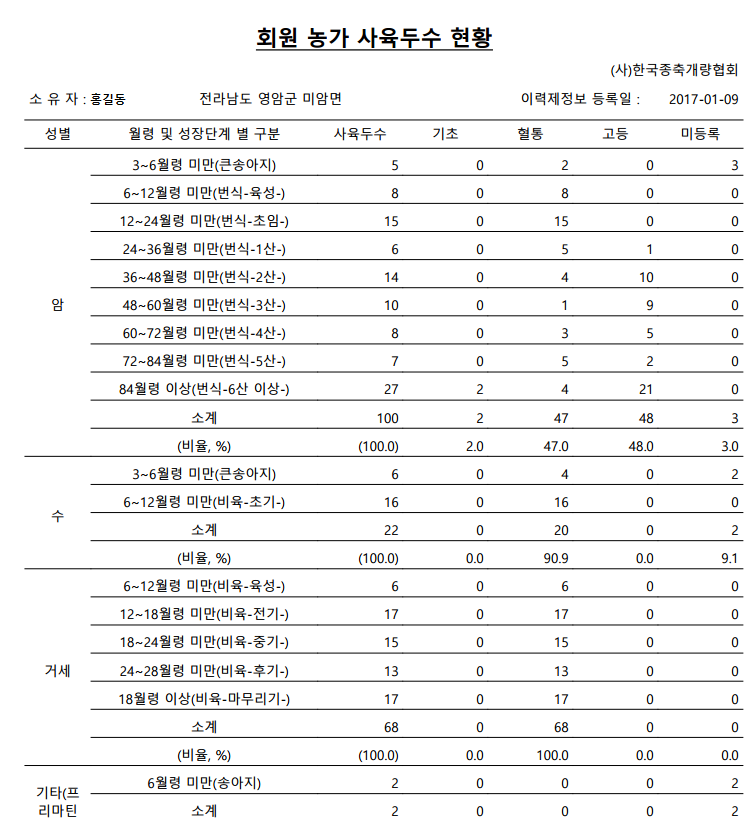 회원 농가 사육두수 현황
(사)한국종축개량협회
소 유 자 : 홍길동 전라남도 영암군 미암면 이력제정보 등록일 : 2017-01-09
성별 월령 및 성장단계 별 구분 사육두수 기초 혈통 고등 미등록
3~6월령 미만(큰송아지) 5 0 2 0 3
6~12월령 미만(번식-육성-) 8 0 8 0 0
12~24월령 미만(번식-초임-) 15 0 15 0 0
24~36월령 미만(번식-1산-) 6 0 5 1 0
36~48월령 미만(번식-2산-) 14 0 4 10 0
암 48~60월령 미만(번식-3산-) 10 0 1 9 0
60~72월령 미만(번식-4산-) 8 0 3 5 0
72~84월령 미만(번식-5산-) 7 0 5 2 0
84월령 이상(번식-6산 이상-) 27 2 4 21 0
소계 100 2 47 48 3
(비율, %) (100.0) 2.0 47.0 48.0 3.0
3~6월령 미만(큰송아지) 6 0 4 0 2
6~12월령 미만(비육-초기-) 16 0 16 0 0
수
소계 22 0 20 0 2
(비율, %) (100.0) 0.0 90.9 0.0 9.1
6~12월령 미만(비육-육성-) 6 0 6 0 0
12~18월령 미만(비육-전기-) 17 0 17 0 0
18~24월령 미만(비육-중기-) 15 0 15 0 0
거세 24~28월령 미만(비육-후기-) 13 0 13 0 0
18월령 이상(비육-마무리기-) 17 0 17 0 0
소계 68 0 68 0 0
(비율, %) (100.0) 0.0 100.0 0.0 0.0
6월령 미만(송아지) 2 0 0 0 2
기타(프
리마틴 소계 2 0 0 0 2